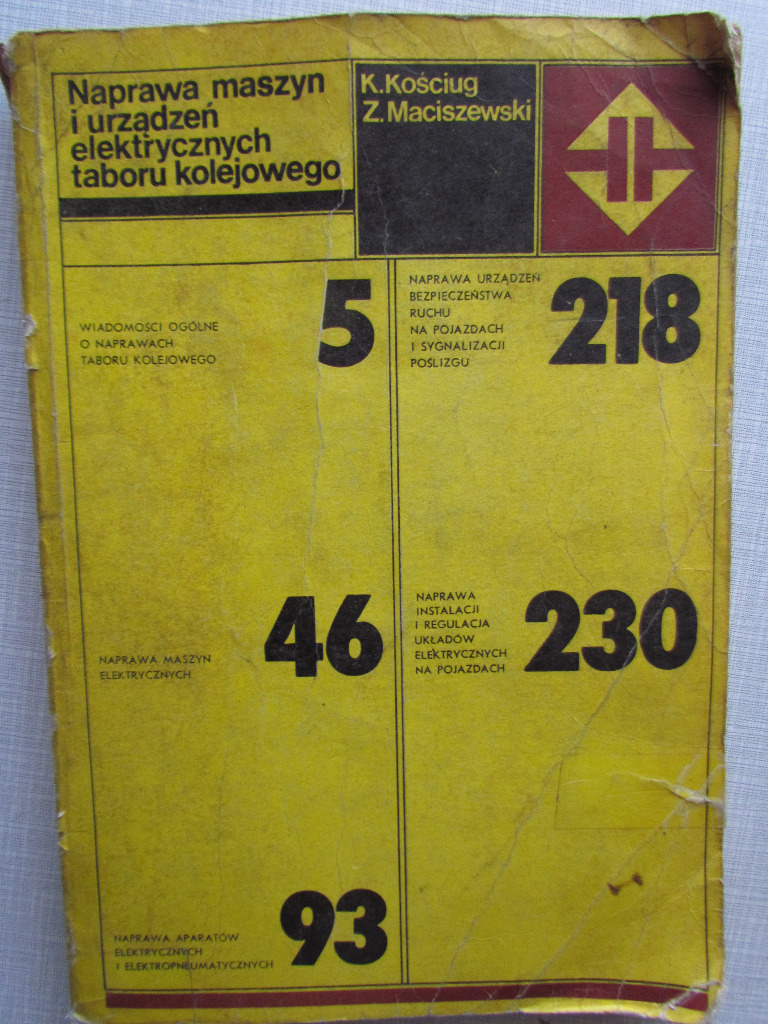 Naprawa maszyn
i urządzeń
elektrycznych
taboru kolejowego
K.Kościug
Z.Maciszewski
WIADOMOŚCI OGÓLNE
O NAPRAWACH
TABORU KOLEJOWEGO
5
NAPRAWA MASZYN
ELEKTRYCZNYCH
46
NAPRAWA APARATÓW
ELEKTRYCZNYCH
I ELEKTROPNEUMATYCZNYCH
93
NAPRAWA URZĄDZEŃ
BEZPIECZEŃSTWA
RUCHU
NA POJAZDACH
I SYGNALIZACJI
POŚLIZGU
218
NAPRAWA
INSTALACJI
I REGULACJA
UKŁADÓW
ELEKTRYCZNYCH
NA POJAZDACH
230